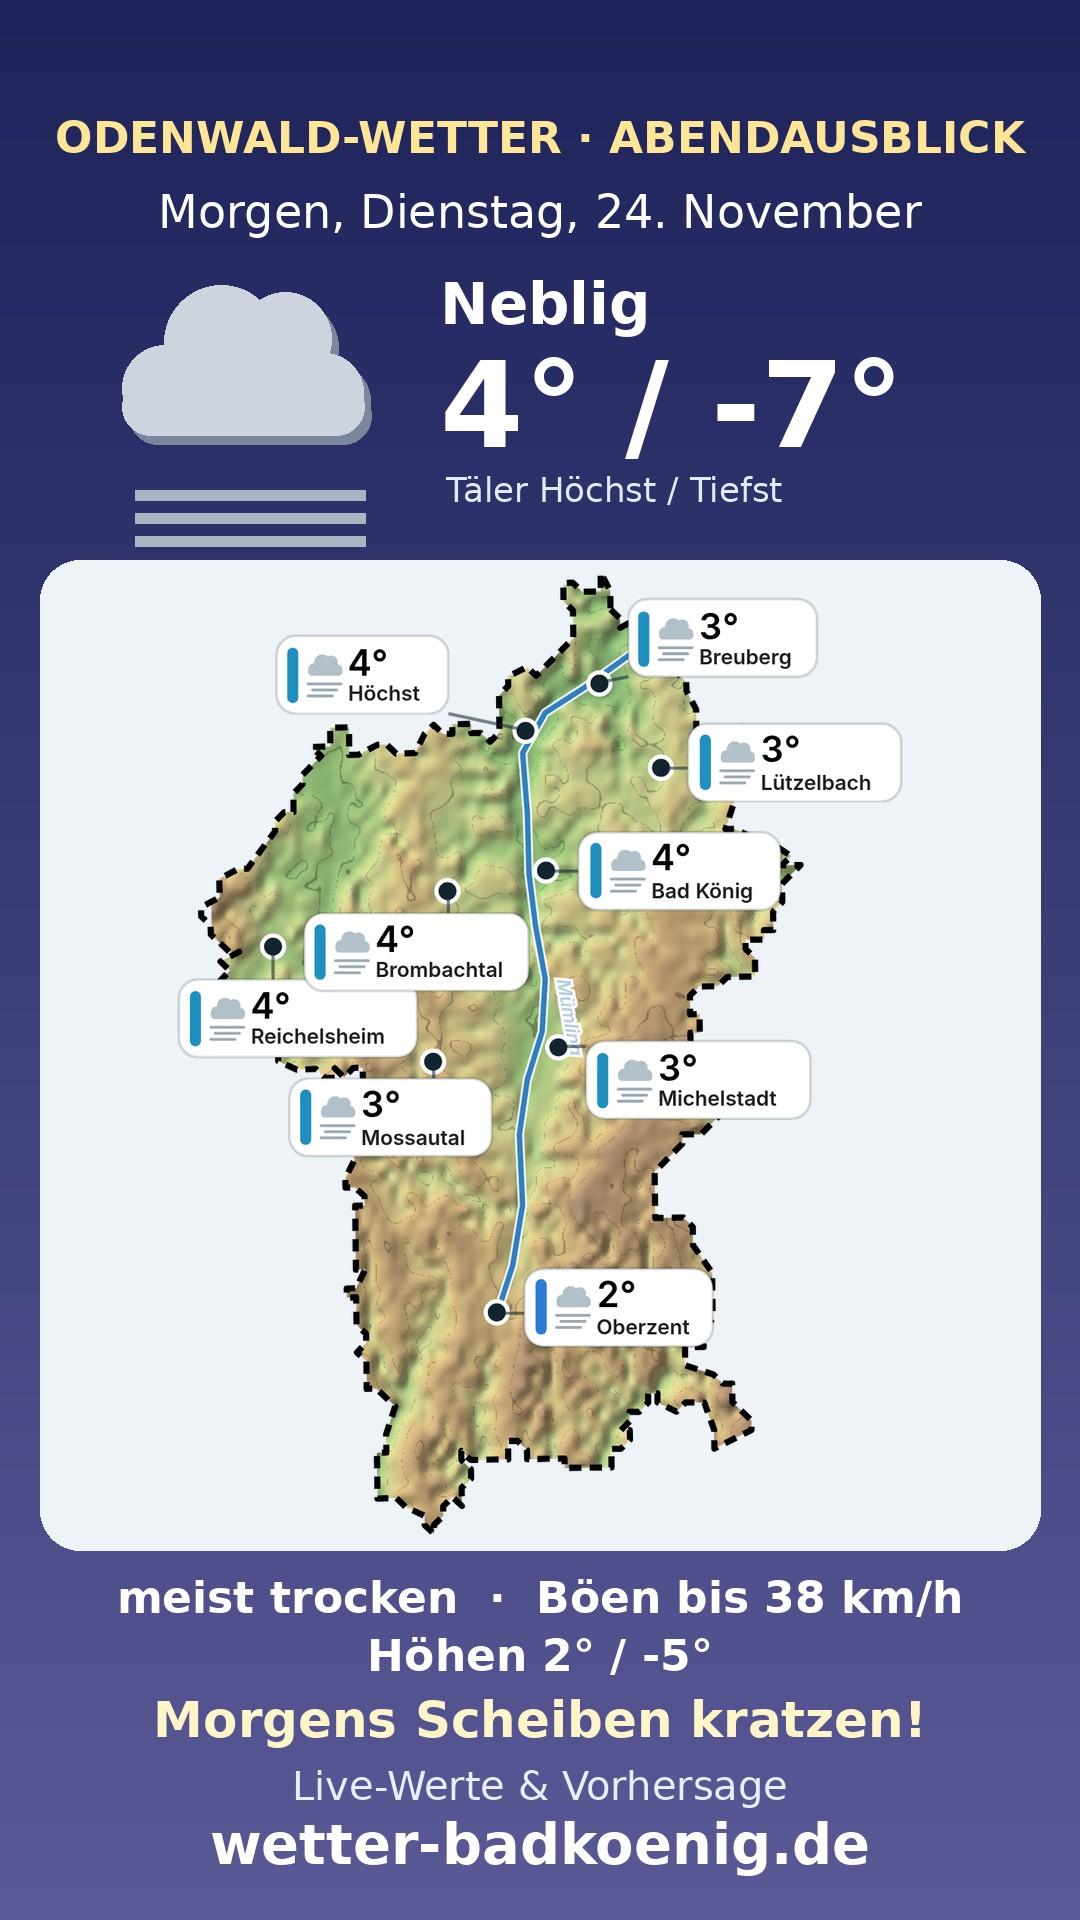 ODENWALD-WETTER · ABENDAUSBLICK
Morgen, Dienstag, 24. November
Neblig
4° / -7°
Täler Höchst / Tiefst
3°
Breuberg
4°
Höchst
3°
Lützelbach
4°
Bad König
4°
Brombachtal
4°
Reichelsheim
Mümling
3°
Michelstadt
3°
Mossautal
2°
Oberzent
meist trocken · Böen bis 38 km/h
Höhen 2° / -5°
Morgens Scheiben kratzen!
Live-Werte & Vorhersage
wetter-badkoenig.de